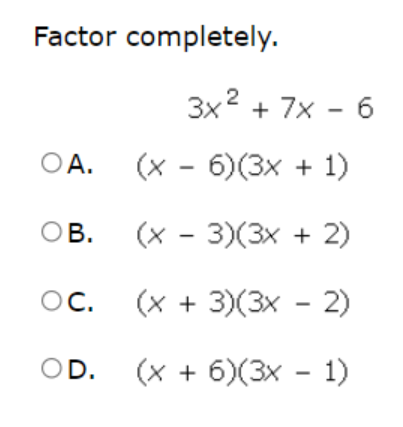 Factor completely.
3x² + 7x − 6
A. (x − 6)(3x + 1)
B. (x − 3)(3x + 2)
C. (x + 3)(3x − 2)
D. (x + 6)(3x − 1)